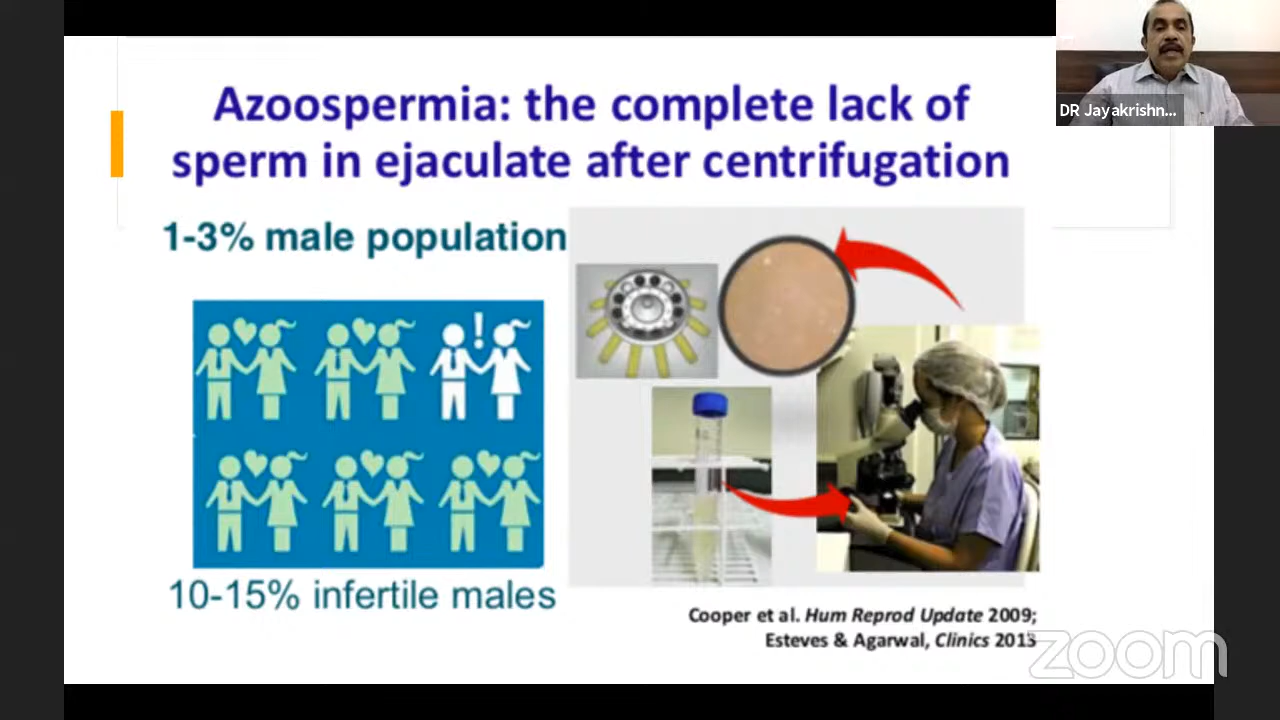 Azoospermia: the complete lack of
sperm in ejaculate after centrifugation
DR Jayakrishn...
1-3% male population
!
10-15% infertile males
Cooper et al. Hum Reprod Update 2009;
Esteves & Agarwal, Clinics 2013
zoom